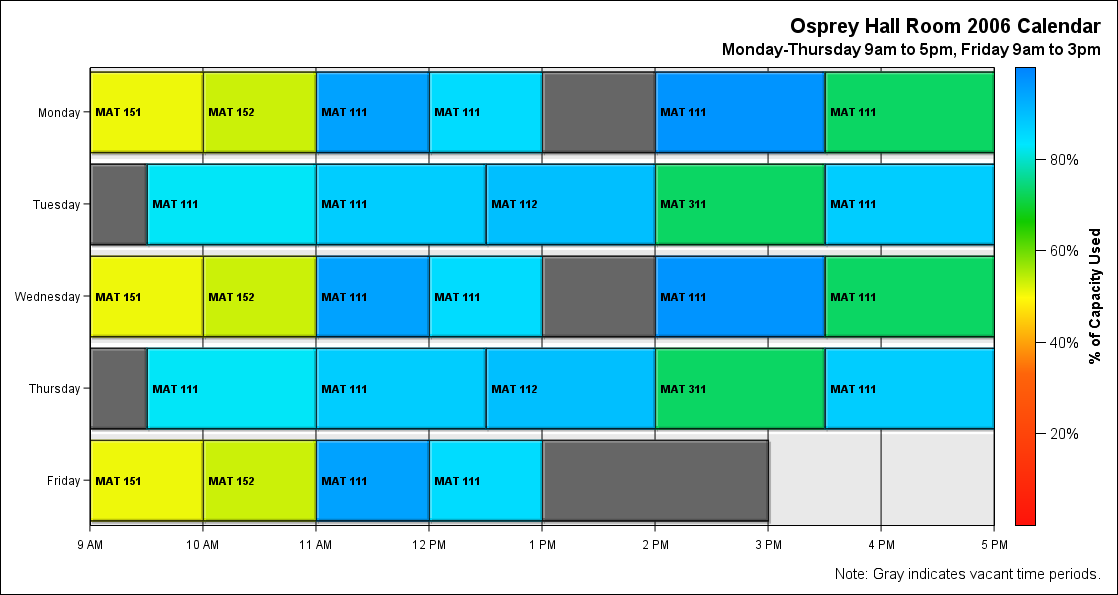 Osprey Hall Room 2006 Calendar
Monday-Thursday 9am to 5pm, Friday 9am to 3pm
Monday MAT 151 MAT 152 MAT 111 MAT 111 MAT 111 MAT 111
80%
Tuesday MAT 111 MAT 111 MAT 112 MAT 311 MAT 111
60%
Wednesday MAT 151 MAT 152 MAT 111 MAT 111 MAT 111 MAT 111
% of Capacity Used
40%
Thursday MAT 111 MAT 111 MAT 112 MAT 311 MAT 111
20%
Friday MAT 151 MAT 152 MAT 111 MAT 111
9 AM 10 AM 11 AM 12 PM 1 PM 2 PM 3 PM 4 PM 5 PM
Note: Gray indicates vacant time periods.